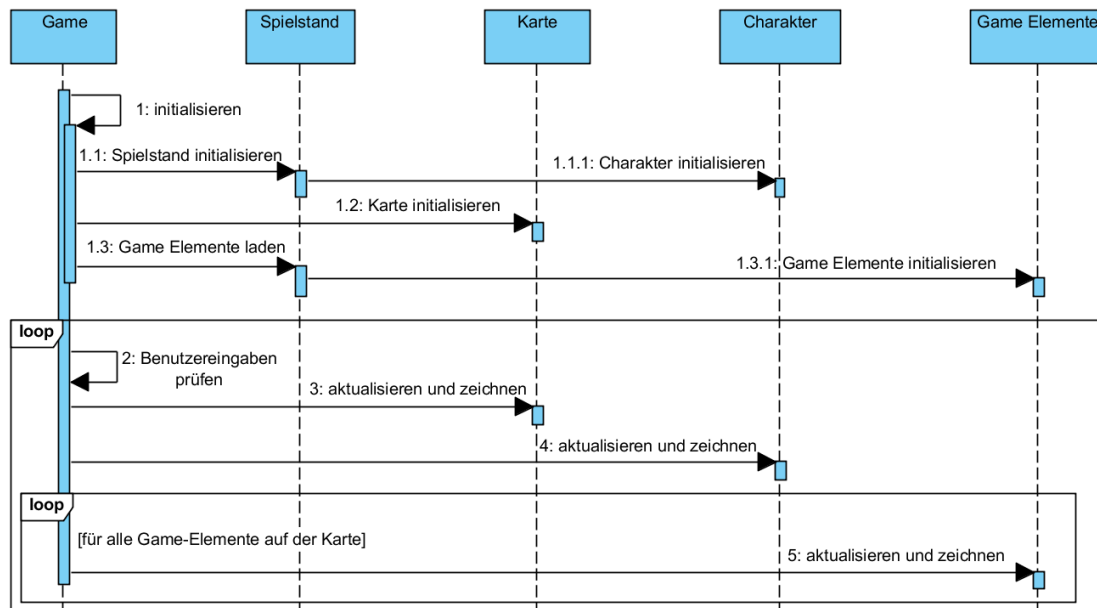 Game
Spielstand
Karte
Charakter
Game Elemente
1: initialisieren
1.1: Spielstand initialisieren
1.1.1: Charakter initialisieren
1.2: Karte initialisieren
1.3: Game Elemente laden
1.3.1: Game Elemente initialisieren
loop
2: Benutzereingaben
prüfen
3: aktualisieren und zeichnen
4: aktualisieren und zeichnen
loop
[für alle Game-Elemente auf der Karte]
5: aktualisieren und zeichnen